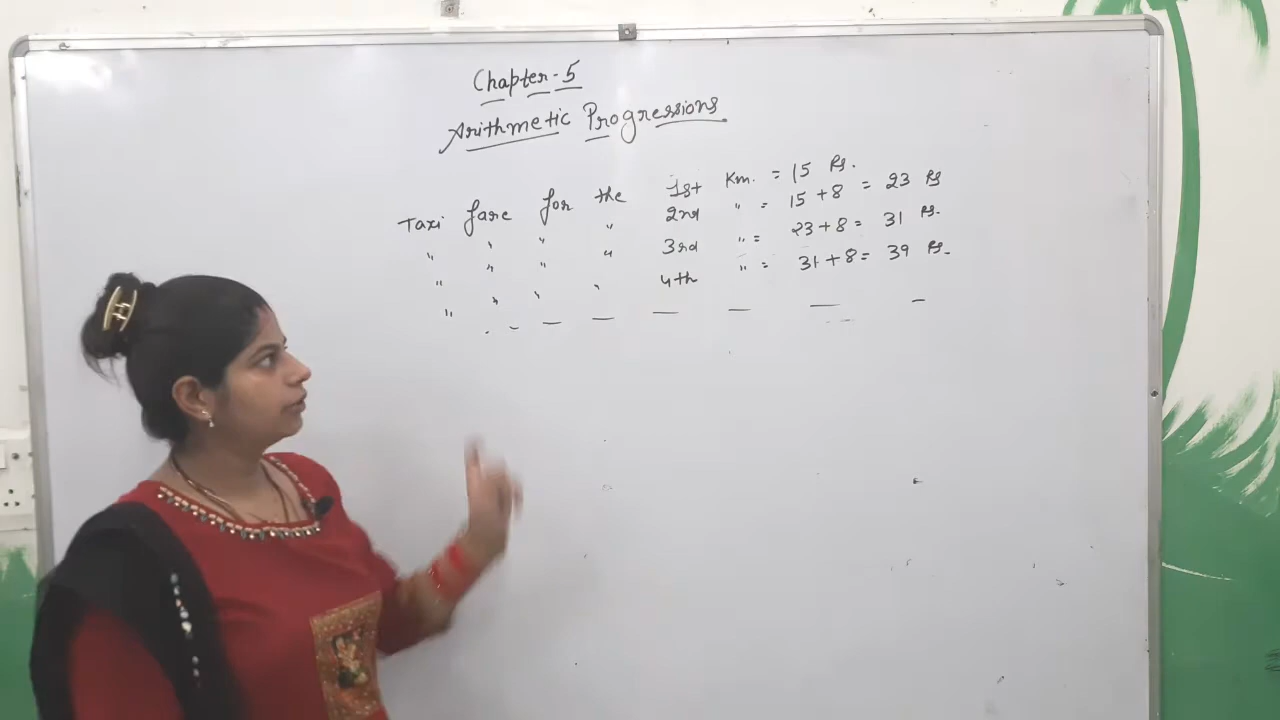 Chapter-5
Arithmetic Progressions
Taxi fare for the 1st Km. = 15 Rs.
" " " " 2nd " = 15 + 8 = 23 Rs
" " " " 3rd " = 23 + 8 = 31 Rs.
" " " " 4th " = 31 + 8 = 39 Rs.